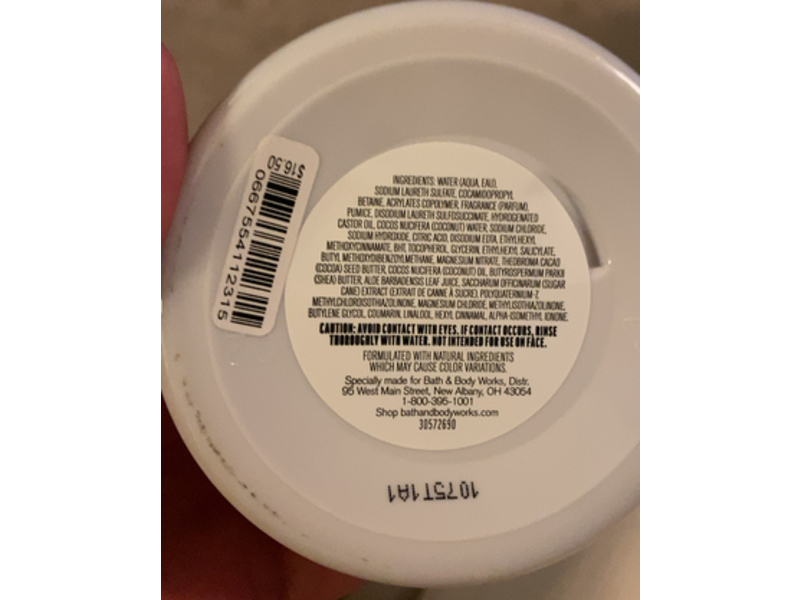 $16.50
0667554112315
INGREDIENTS: WATER (AQUA, EAU),
SODIUM LAURETH SULFATE, COCAMIDOPROPYL
BETAINE, ACRYLATES COPOLYMER, FRAGRANCE (PARFUM),
PUMICE, DISODIUM LAURETH SULFOSUCCINATE, HYDROGENATED
CASTOR OIL, COCOS NUCIFERA (COCONUT) WATER, SODIUM CHLORIDE,
SODIUM HYDROXIDE, CITRIC ACID, DISODIUM EDTA, ETHYLHEXYL
METHOXYCINNAMATE, BHT, TOCOPHEROL, GLYCERIN, ETHYLHEXYL SALICYLATE,
BUTYL METHOXYDIBENZOYLMETHANE, MAGNESIUM NITRATE, THEOBROMA CACAO
(COCOA) SEED BUTTER, COCOS NUCIFERA (COCONUT) OIL, BUTYROSPERMUM PARKII
(SHEA) BUTTER, ALOE BARBADENSIS LEAF JUICE, SACCHARUM OFFICINARUM (SUGAR
CANE) EXTRACT (EXTRAIT DE CANNE À SUCRE), POLYQUATERNIUM-7,
METHYLCHLOROISOTHIAZOLINONE, MAGNESIUM CHLORIDE, METHYLISOTHIAZOLINONE,
BUTYLENE GLYCOL, COUMARIN, LINALOOL, HEXYL CINNAMAL, ALPHA-ISOMETHYL IONONE.
CAUTION: AVOID CONTACT WITH EYES. IF CONTACT OCCURS, RINSE
THOROUGHLY WITH WATER. NOT INTENDED FOR USE ON FACE.
FORMULATED WITH NATURAL INGREDIENTS
WHICH MAY CAUSE COLOR VARIATIONS.
Specially made for Bath & Body Works, Distr.
95 West Main Street, New Albany, OH 43054
1-800-395-1001
Shop bathandbodyworks.com
30572690
1075T1A1